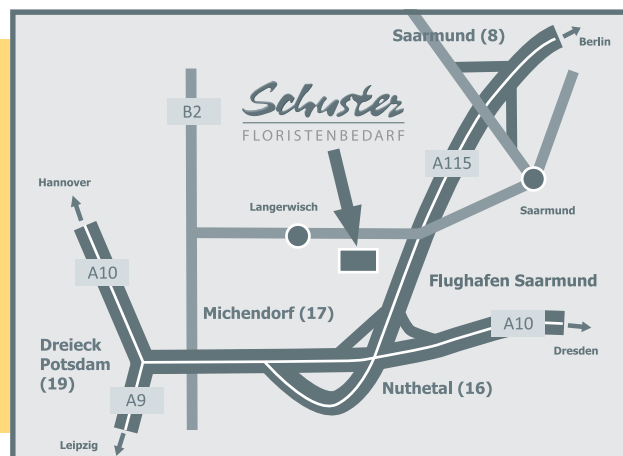 Saarmund (8)
Berlin
B2
Schuster
FLORISTENBEDARF
A115
Hannover
Langerwisch
Saarmund
A10
Flughafen Saarmund
Michendorf (17)
A10
Dreieck
Potsdam
(19)
Dresden
A9
Nuthetal (16)
Leipzig